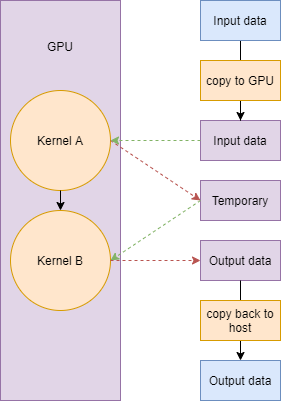 GPU
Input data
copy to GPU
Kernel A
Input data
Temporary
Kernel B
Output data
copy back to
host
Output data